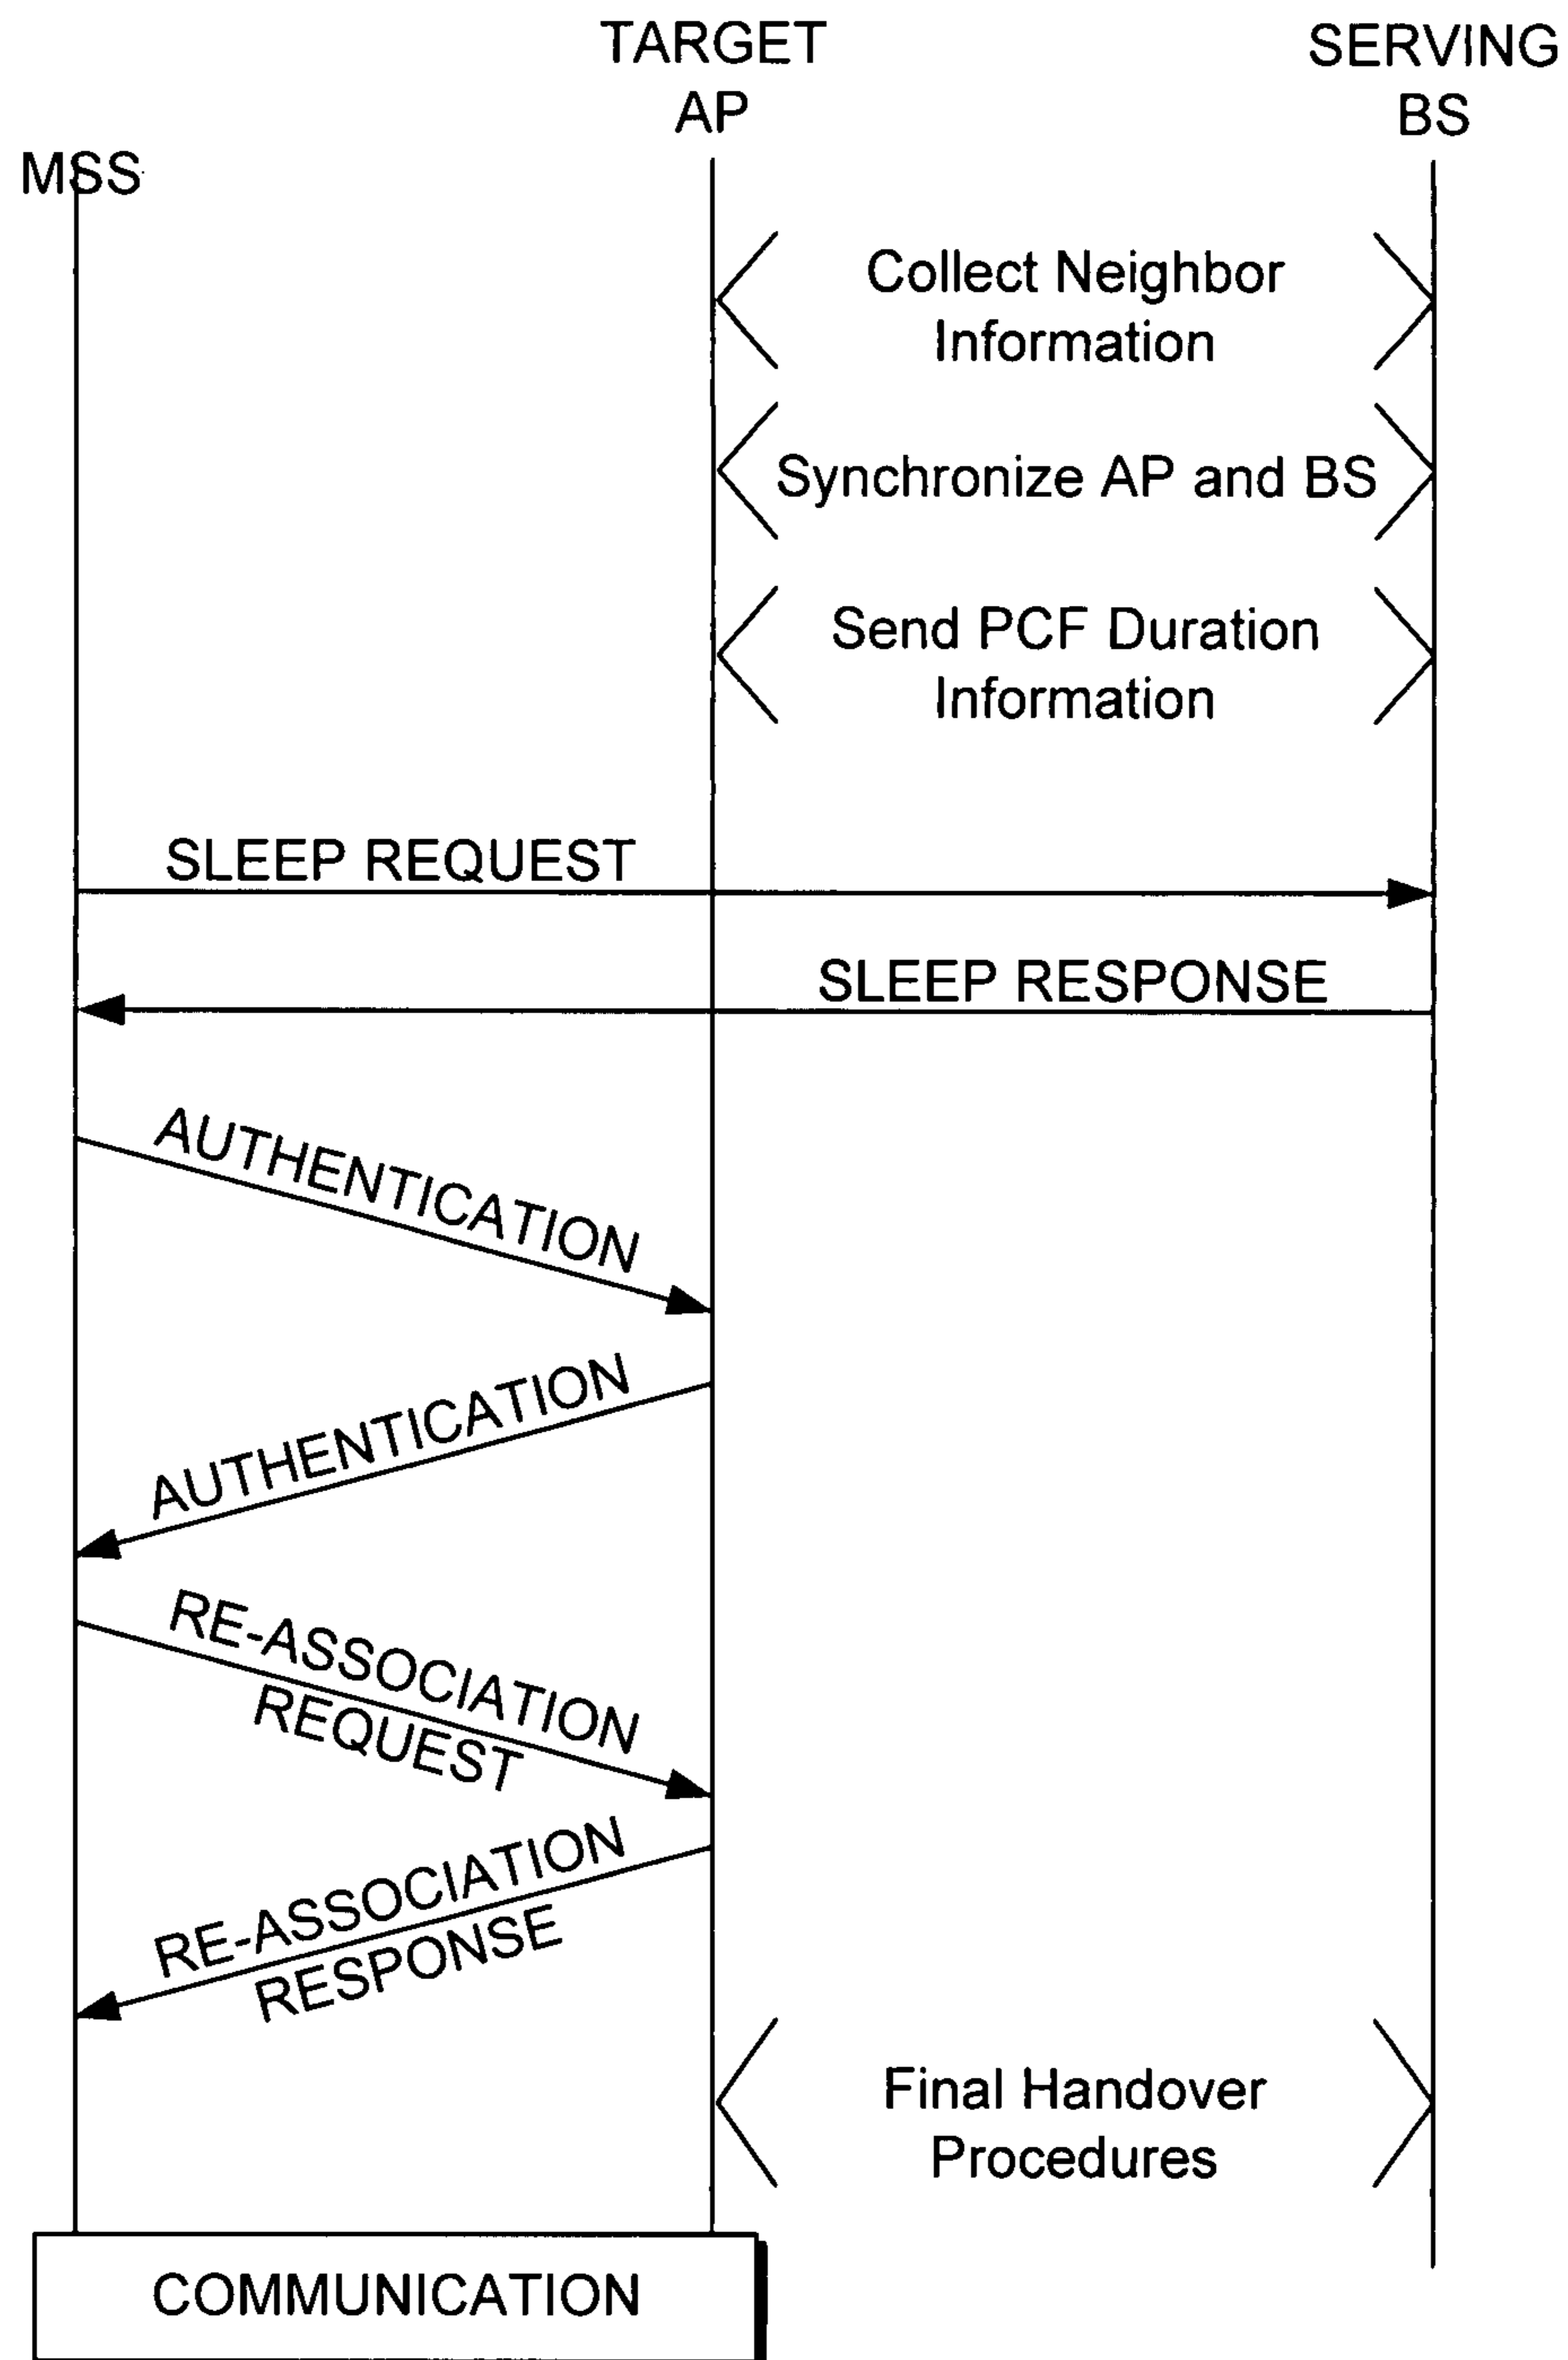 TARGET
AP
SERVING
BS
MSS
Collect Neighbor
Information
Synchronize AP and BS
Send PCF Duration
Information
SLEEP REQUEST
SLEEP RESPONSE
AUTHENTICATION
AUTHENTICATION
RE-ASSOCIATION
REQUEST
RE-ASSOCIATION
RESPONSE
Final Handover
Procedures
COMMUNICATION